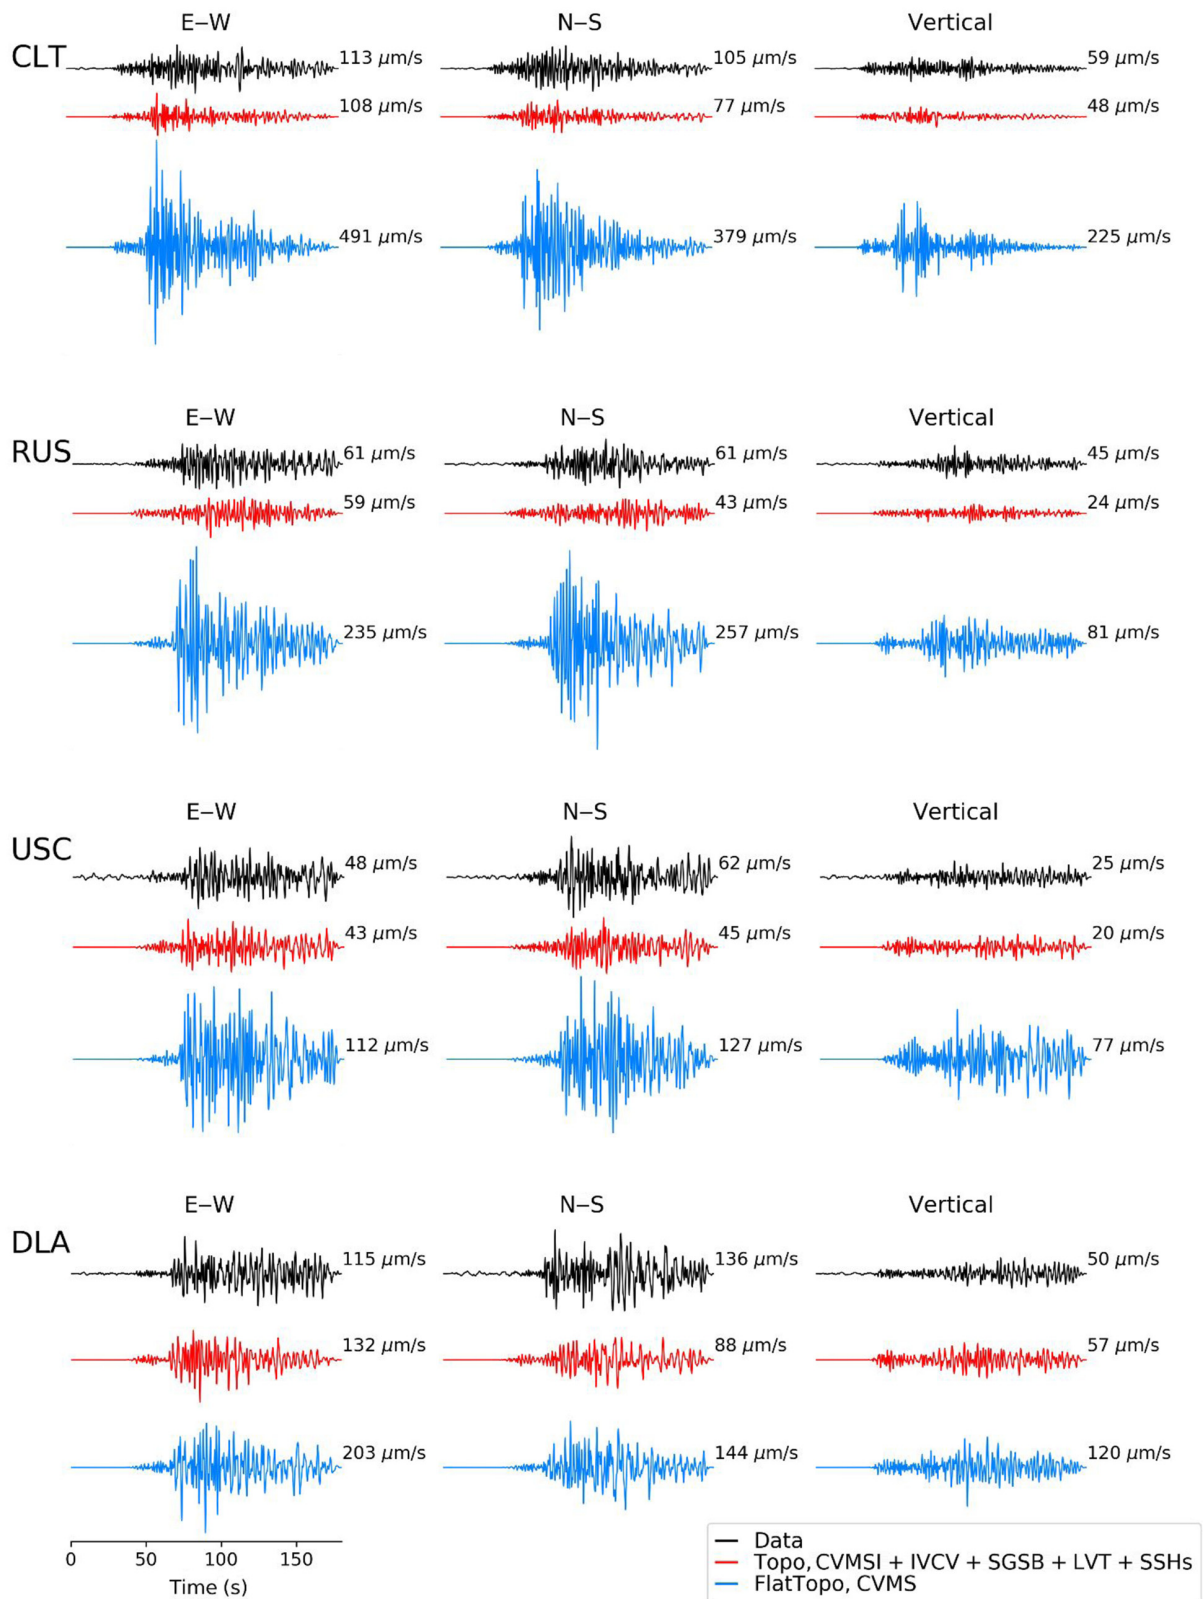 E–W N–S Vertical
CLT
113 μm/s 105 μm/s 59 μm/s
108 μm/s 77 μm/s 48 μm/s
491 μm/s 379 μm/s 225 μm/s
E–W N–S Vertical
RUS
61 μm/s 61 μm/s 45 μm/s
59 μm/s 43 μm/s 24 μm/s
235 μm/s 257 μm/s 81 μm/s
E–W N–S Vertical
USC
48 μm/s 62 μm/s 25 μm/s
43 μm/s 45 μm/s 20 μm/s
112 μm/s 127 μm/s 77 μm/s
E–W N–S Vertical
DLA
115 μm/s 136 μm/s 50 μm/s
132 μm/s 88 μm/s 57 μm/s
203 μm/s 144 μm/s 120 μm/s
0 50 100 150
Time (s)
Data
Topo, CVMSI + IVCV + SGSB + LVT + SSHs
FlatTopo, CVMS